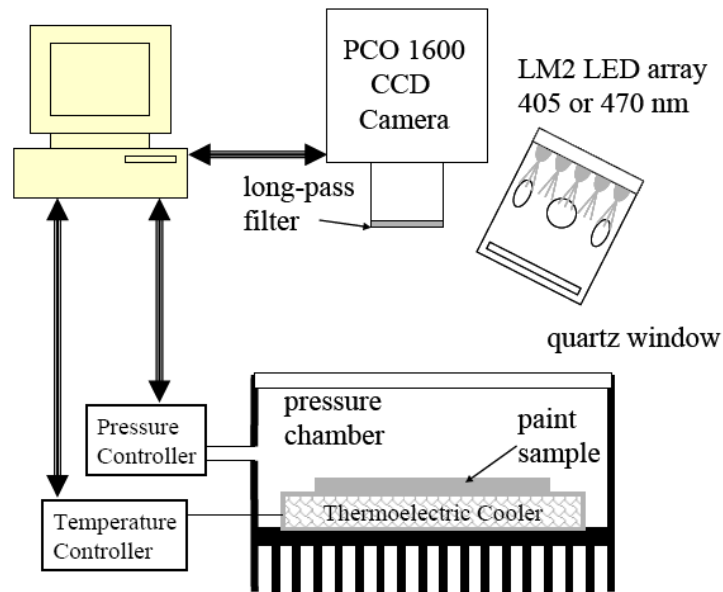 PCO 1600
CCD
Camera
LM2 LED array
405 or 470 nm
long-pass
filter
quartz window
pressure
chamber
paint
sample
Pressure
Controller
Thermoelectric Cooler
Temperature
Controller